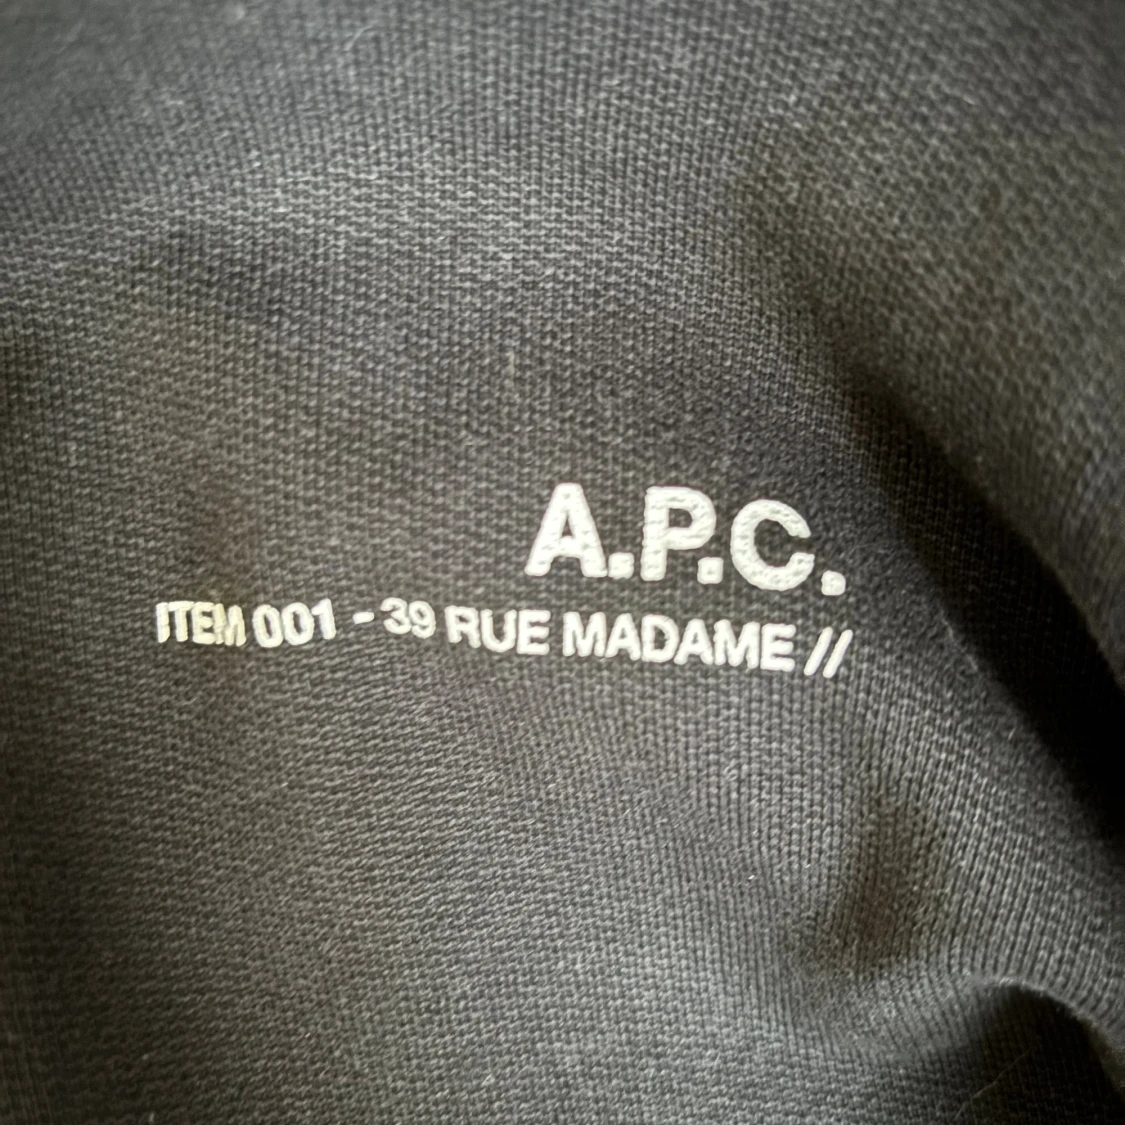 A.P.C.
ITEM 001 - 39 RUE MADAME //